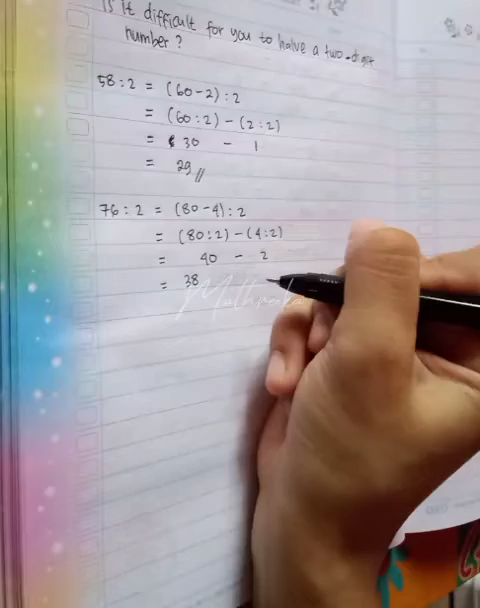 Is it difficult for you to halve a two-digit
number?
58 : 2 = (60 - 2) : 2
= (60 : 2) - (2 : 2)
= 30 - 1
= 29 //
76 : 2 = (80 - 4) : 2
= (80 : 2) - (4 : 2)
= 40 - 2
= 38